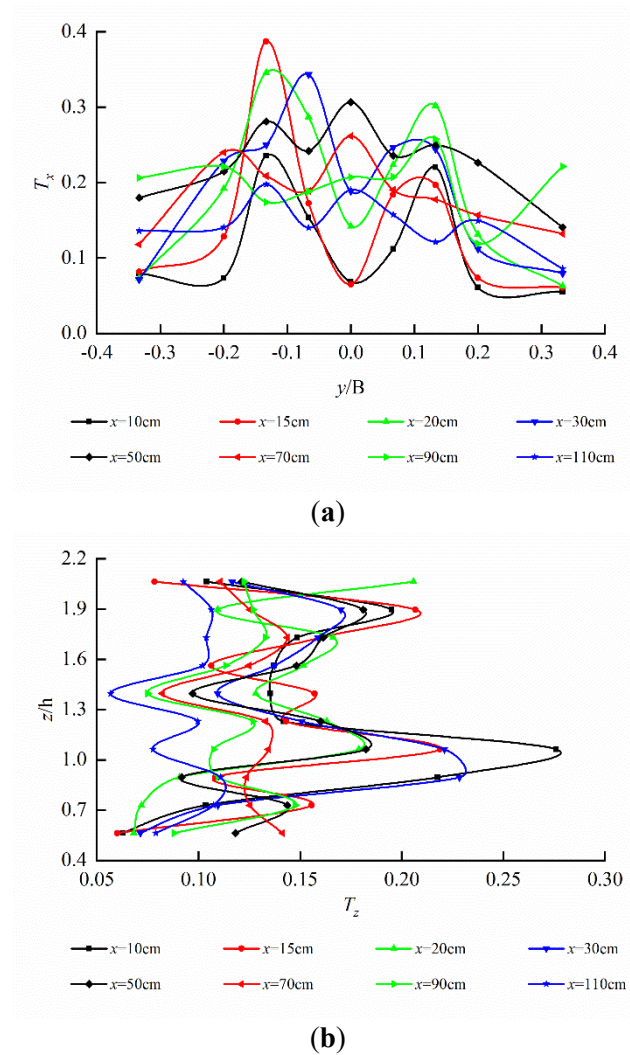 0.4
0.3
T_x
0.2
0.1
0.0
-0.4 -0.3 -0.2 -0.1 0.0 0.1 0.2 0.3 0.4
y/B
x=10cm x=15cm x=20cm x=30cm
x=50cm x=70cm x=90cm x=110cm
(a)
2.2
1.9
1.6
z/h
1.3
1.0
0.7
0.4
0.05 0.10 0.15 0.20 0.25 0.30
T_z
x=10cm x=15cm x=20cm x=30cm
x=50cm x=70cm x=90cm x=110cm
(b)